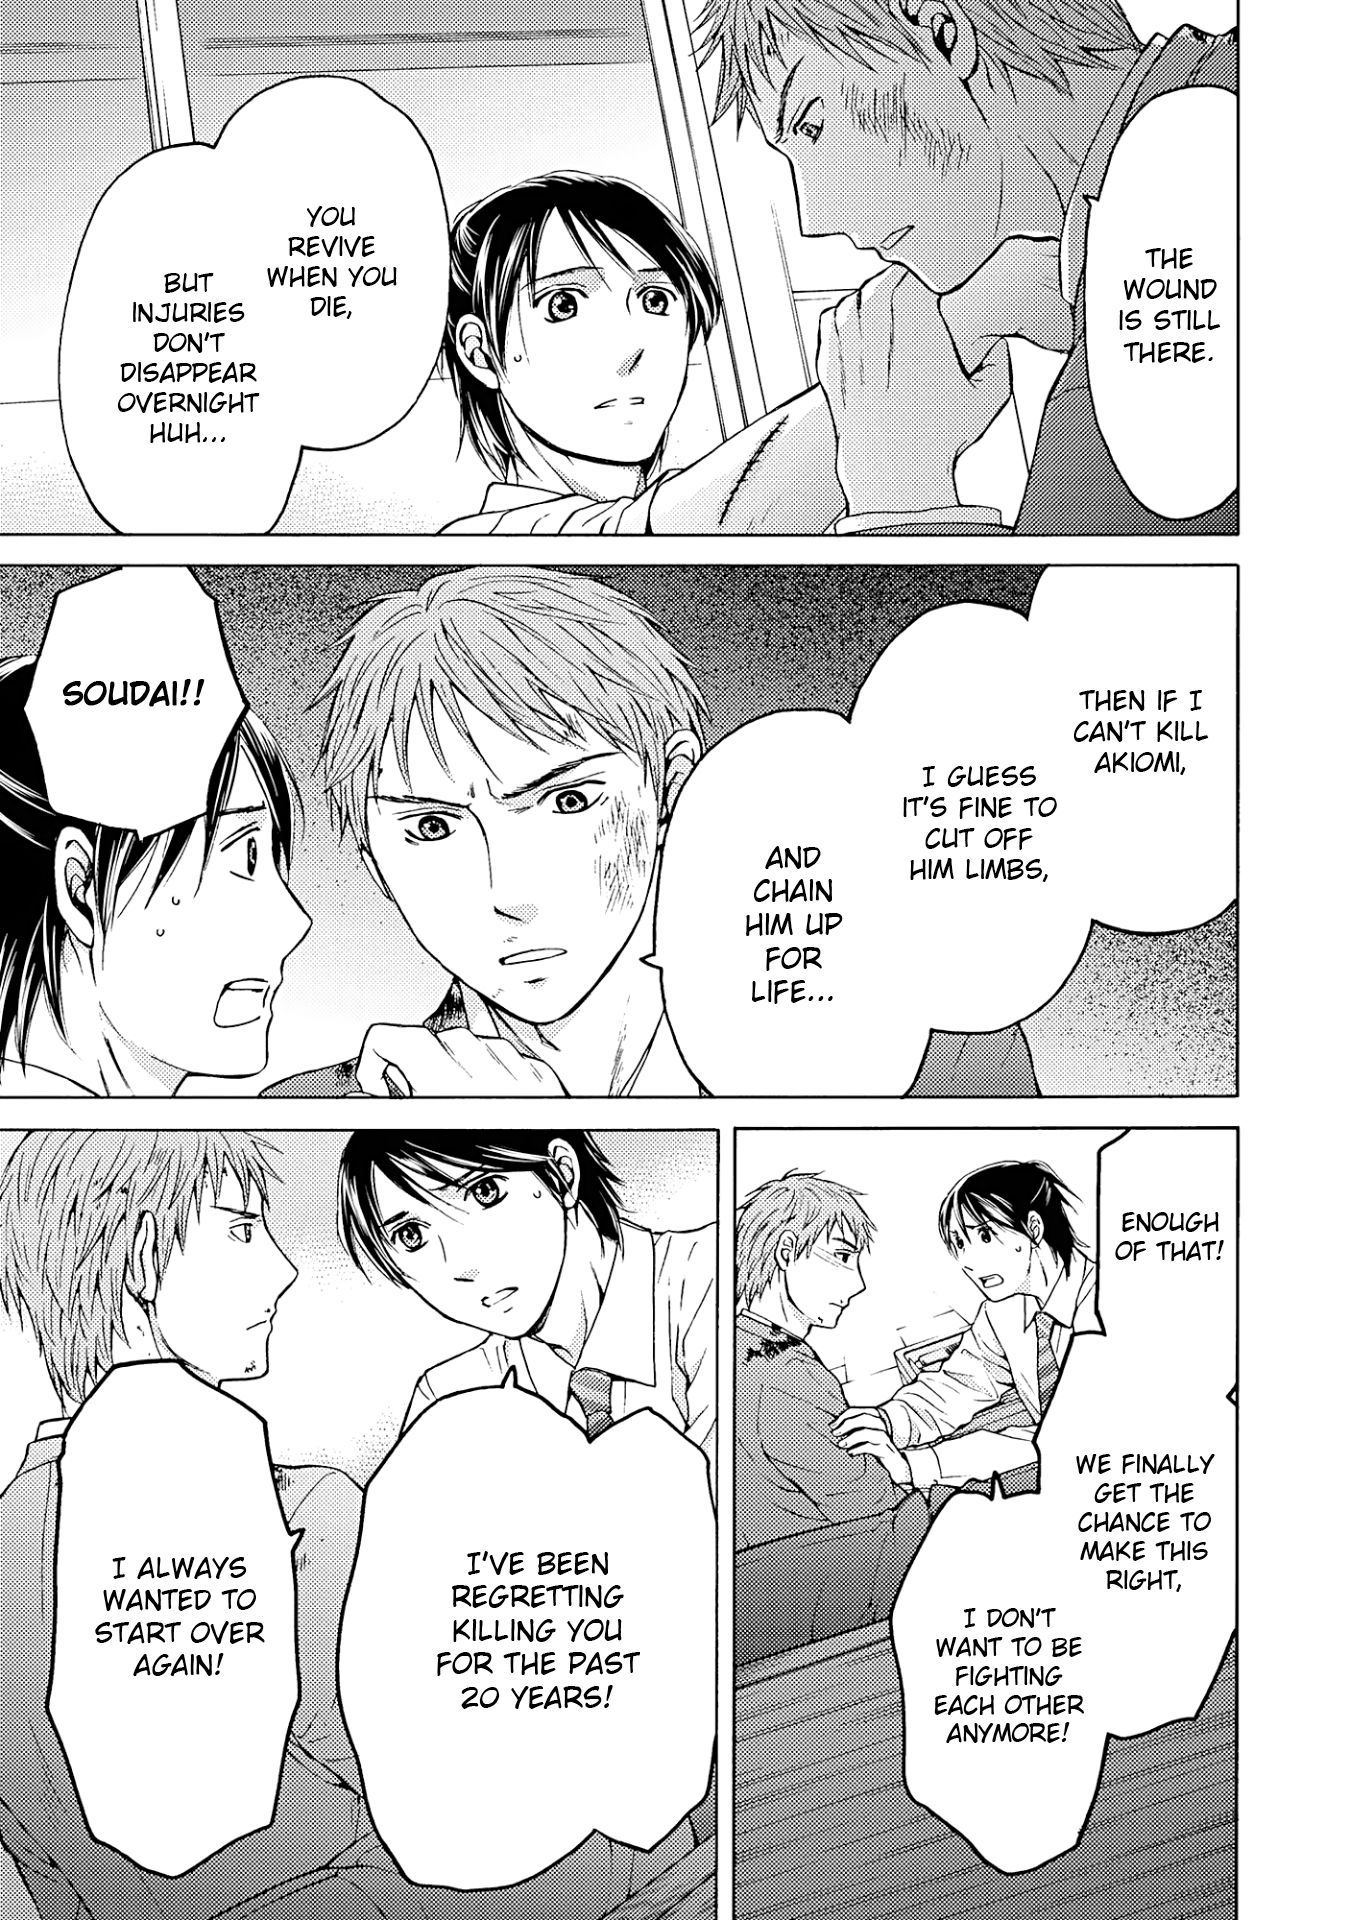 THE
WOUND
IS STILL
THERE.
YOU
REVIVE
WHEN YOU
DIE,
BUT
INJURIES
DON'T
DISAPPEAR
OVERNIGHT
HUH...
THEN IF I
CAN'T KILL
AKIOMI,
I GUESS
IT'S FINE TO
CUT OFF
HIM LIMBS,
AND
CHAIN
HIM UP
FOR
LIFE...
SOUDAI!!
ENOUGH
OF THAT!
WE FINALLY
GET THE
CHANCE TO
MAKE THIS
RIGHT,
I DON'T
WANT TO BE
FIGHTING
EACH OTHER
ANYMORE!
I'VE BEEN
REGRETTING
KILLING YOU
FOR THE PAST
20 YEARS!
I ALWAYS
WANTED TO
START OVER
AGAIN!